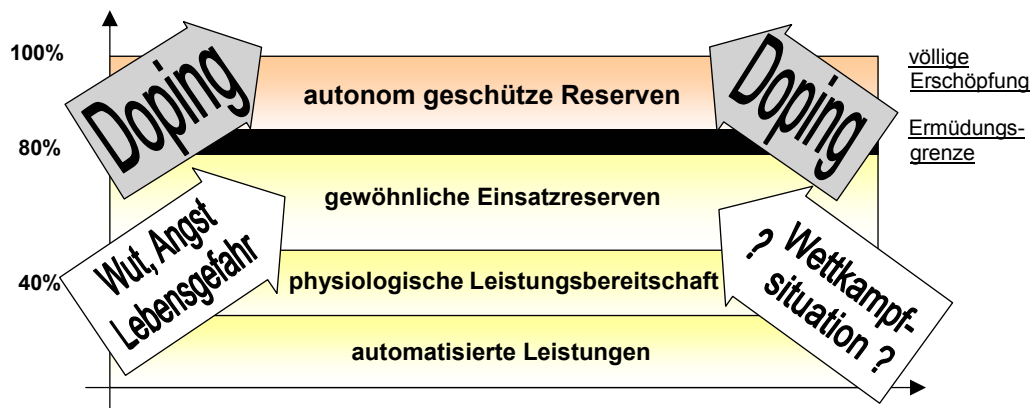 100%
80%
40%
Doping
Doping
autonom geschütze Reserven
völlige
Erschöpfung
Ermüdungs-
grenze
gewöhnliche Einsatzreserven
Wut, Angst
Lebensgefahr
? Wettkampf-
situation ?
physiologische Leistungsbereitschaft
automatisierte Leistungen